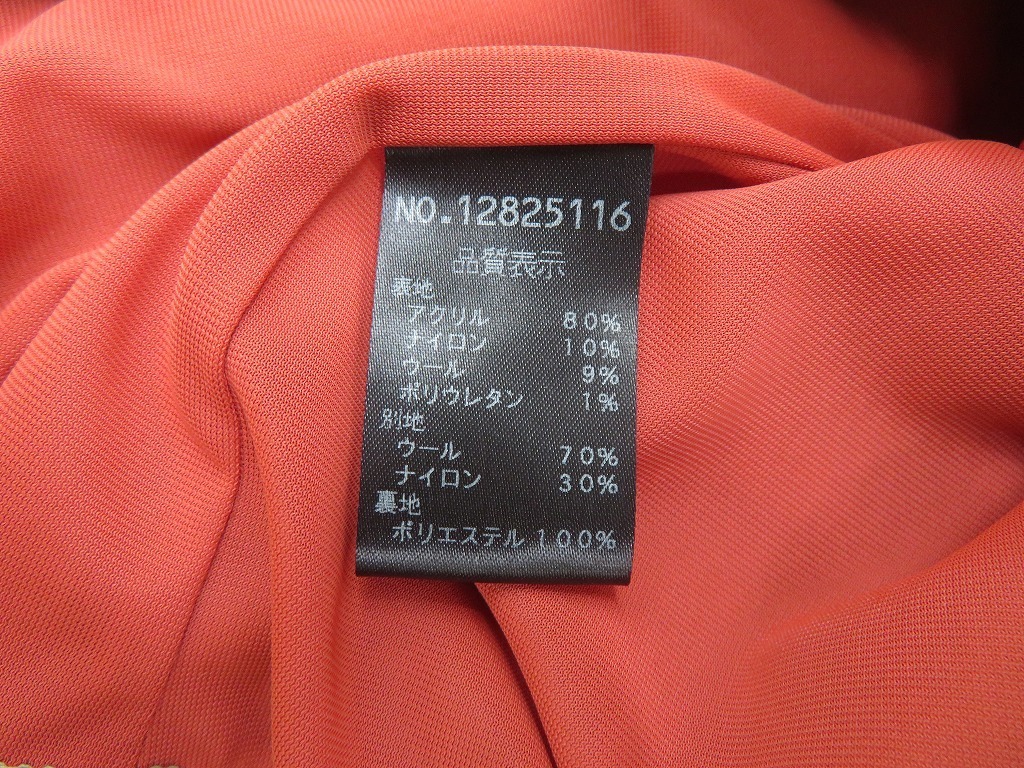 NO.12825116
品質表示
表地
アクリル 80%
ナイロン 10%
ウール 9%
ポリウレタン 1%
別地
ウール 70%
ナイロン 30%
裏地
ポリエステル 100%